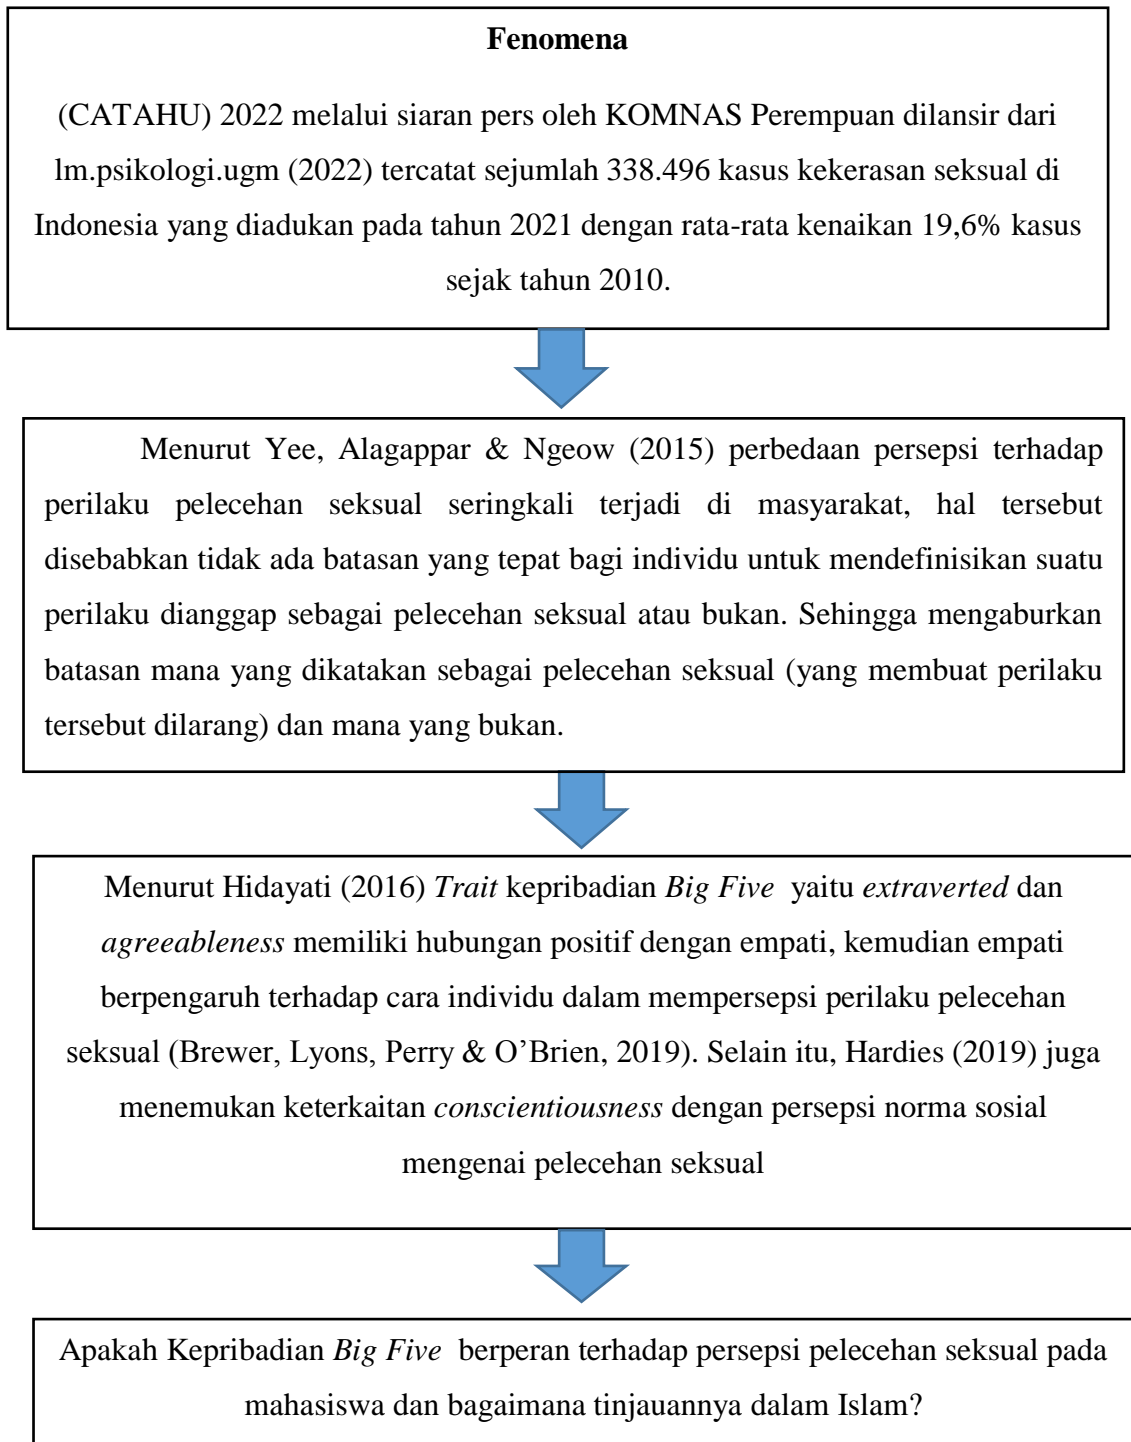 Fenomena
(CATAHU) 2022 melalui siaran pers oleh KOMNAS Perempuan dilansir dari
lm.psikologi.ugm (2022) tercatat sejumlah 338.496 kasus kekerasan seksual di
Indonesia yang diadukan pada tahun 2021 dengan rata-rata kenaikan 19,6% kasus
sejak tahun 2010.
Menurut Yee, Alagappar & Ngeow (2015) perbedaan persepsi terhadap
perilaku pelecehan seksual seringkali terjadi di masyarakat, hal tersebut
disebabkan tidak ada batasan yang tepat bagi individu untuk mendefinisikan suatu
perilaku dianggap sebagai pelecehan seksual atau bukan. Sehingga mengaburkan
batasan mana yang dikatakan sebagai pelecehan seksual (yang membuat perilaku
tersebut dilarang) dan mana yang bukan.
Menurut Hidayati (2016) Trait kepribadian Big Five yaitu extraverted dan
agreeableness memiliki hubungan positif dengan empati, kemudian empati
berpengaruh terhadap cara individu dalam mempersepsi perilaku pelecehan
seksual (Brewer, Lyons, Perry & O’Brien, 2019). Selain itu, Hardies (2019) juga
menemukan keterkaitan conscientiousness dengan persepsi norma sosial
mengenai pelecehan seksual
Apakah Kepribadian Big Five berperan terhadap persepsi pelecehan seksual pada
mahasiswa dan bagaimana tinjauannya dalam Islam?